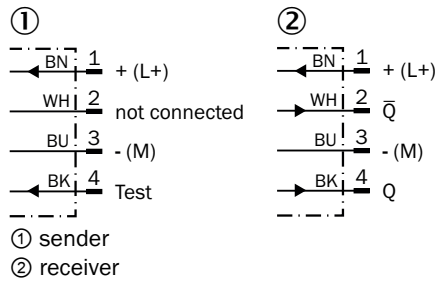 ① ②
BN 1 + (L+) BN 1 + (L+)
WH 2 not connected WH 2 Q̅
BU 3 - (M) BU 3 - (M)
BK 4 Test BK 4 Q
① sender
② receiver